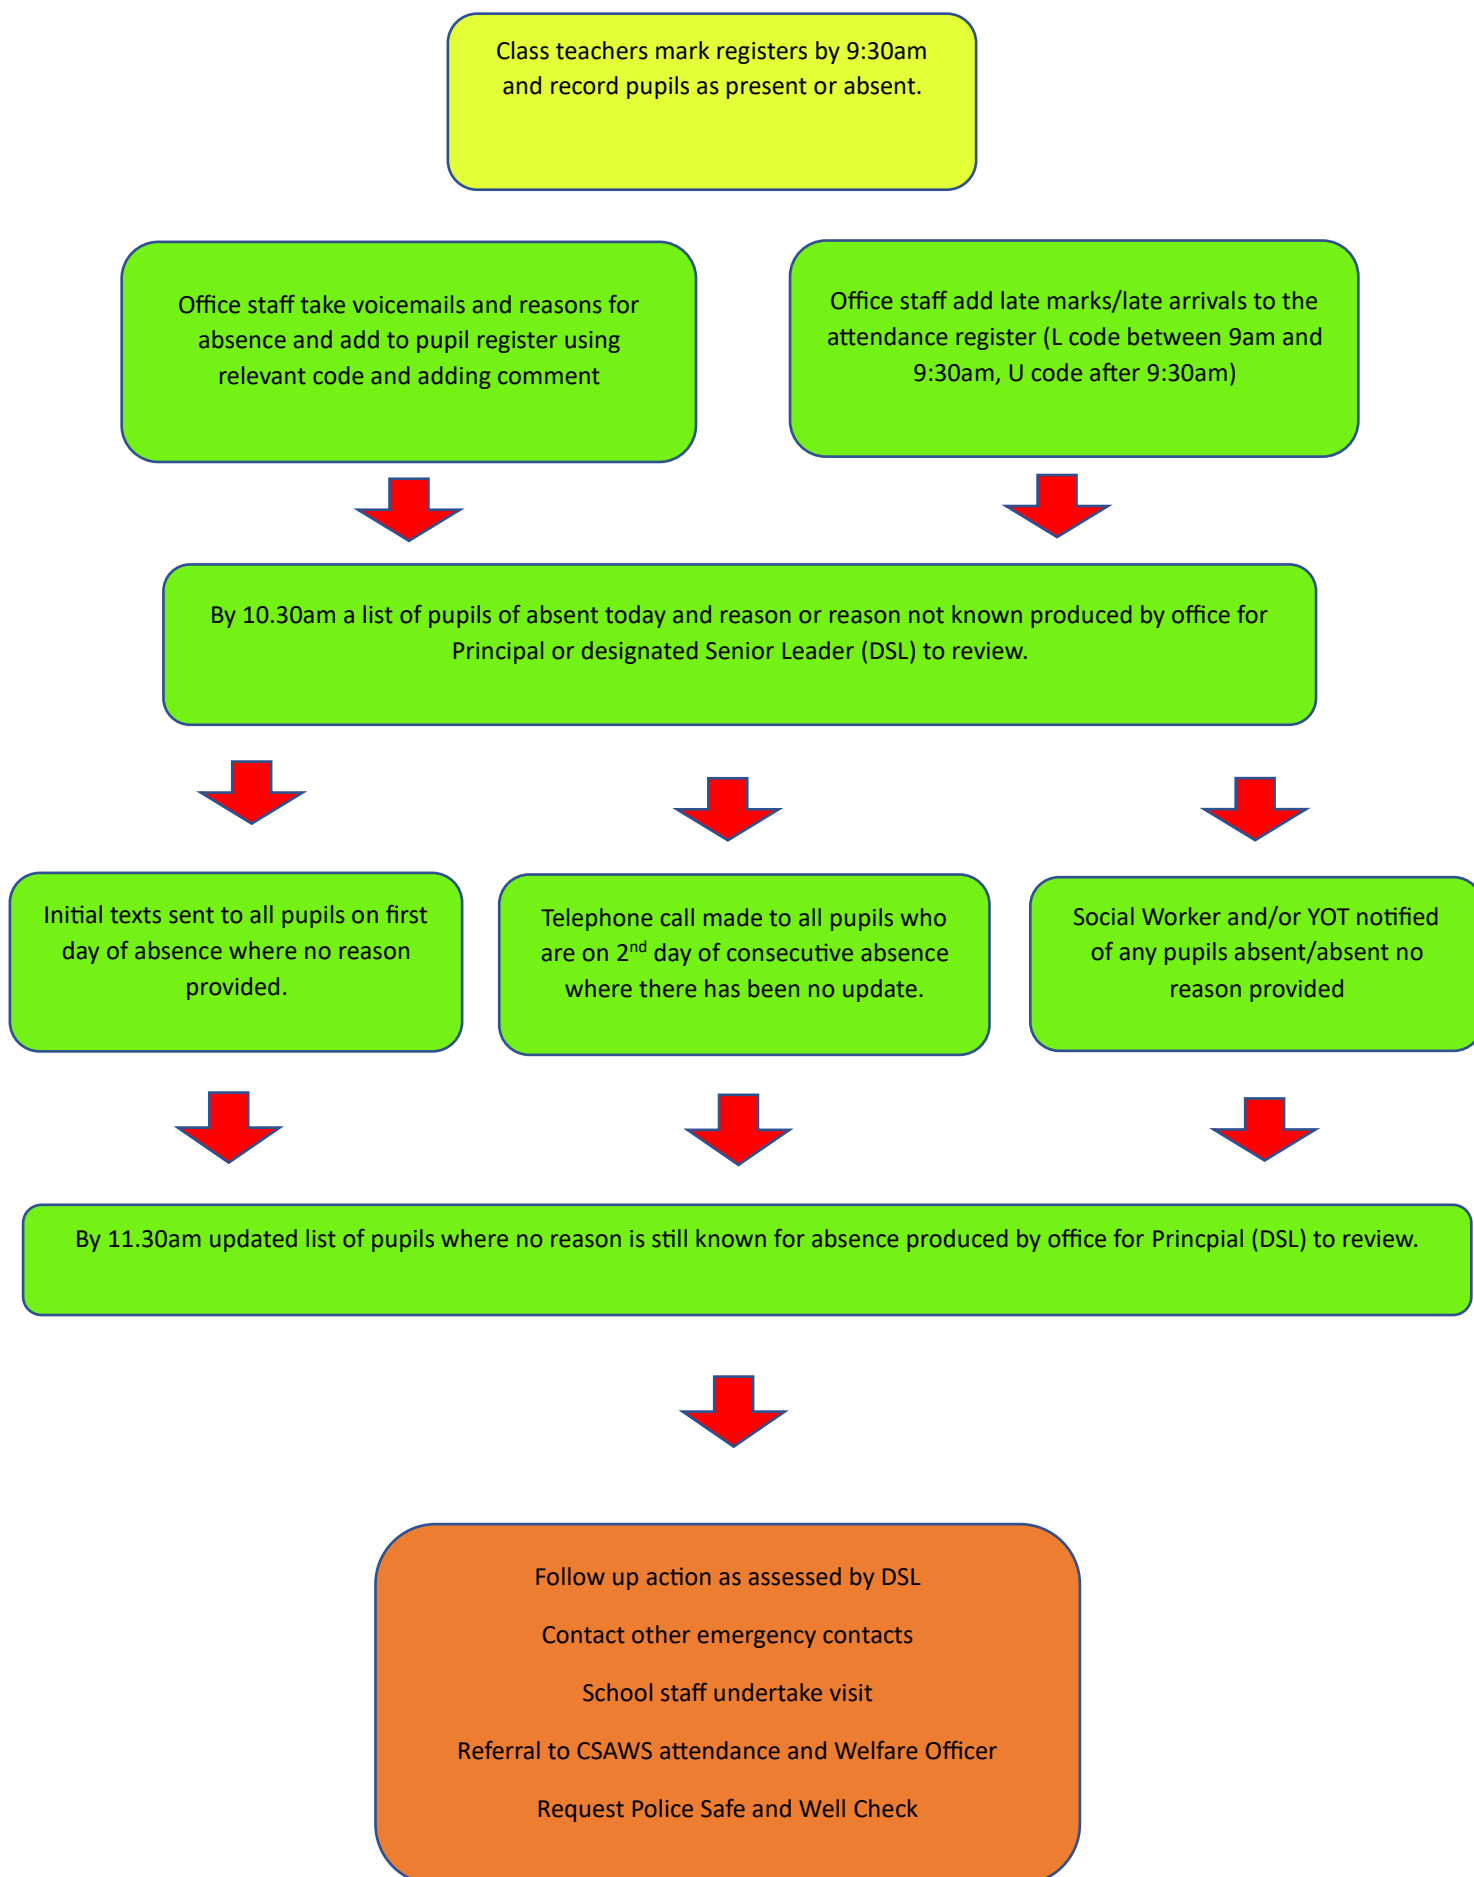 Class teachers mark registers by 9:30am
and record pupils as present or absent.
Office staff take voicemails and reasons for
absence and add to pupil register using
relevant code and adding comment
Office staff add late marks/late arrivals to the
attendance register (L code between 9am and
9:30am, U code after 9:30am)
By 10.30am a list of pupils of absent today and reason or reason not known produced by office for
Principal or designated Senior Leader (DSL) to review.
Initial texts sent to all pupils on first
day of absence where no reason
provided.
Telephone call made to all pupils who
are on 2nd day of consecutive absence
where there has been no update.
Social Worker and/or YOT notified
of any pupils absent/absent no
reason provided
By 11.30am updated list of pupils where no reason is still known for absence produced by office for Princpial (DSL) to review.
Follow up action as assessed by DSL
Contact other emergency contacts
School staff undertake visit
Referral to CSAWS attendance and Welfare Officer
Request Police Safe and Well Check